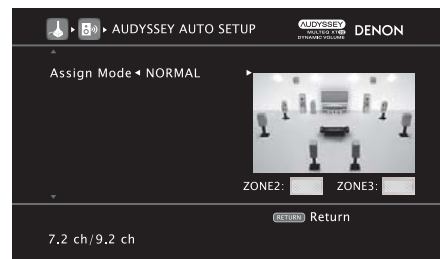 AUDYSSEY AUTO SETUP
AUDYSSEY
MULTEQ XT32
DYNAMIC VOLUME
DENON
Assign Mode NORMAL
ZONE2: ZONE3:
RETURN Return
7.2 ch/9.2 ch